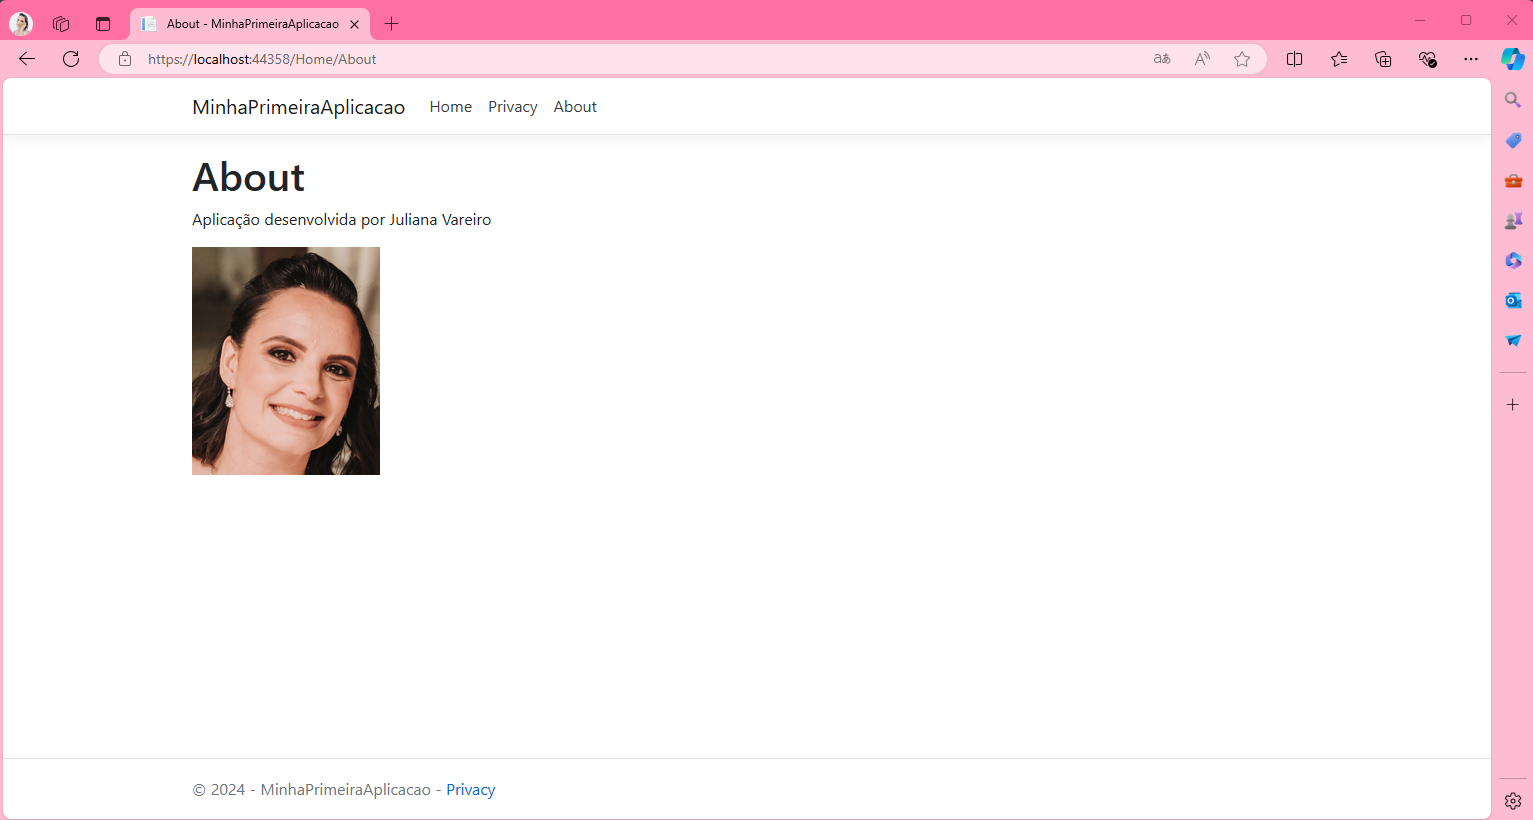 About - MinhaPrimeiraAplicacao
https://localhost:44358/Home/About
MinhaPrimeiraAplicacao Home Privacy About
About
Aplicação desenvolvida por Juliana Vareiro
© 2024 - MinhaPrimeiraAplicacao - Privacy